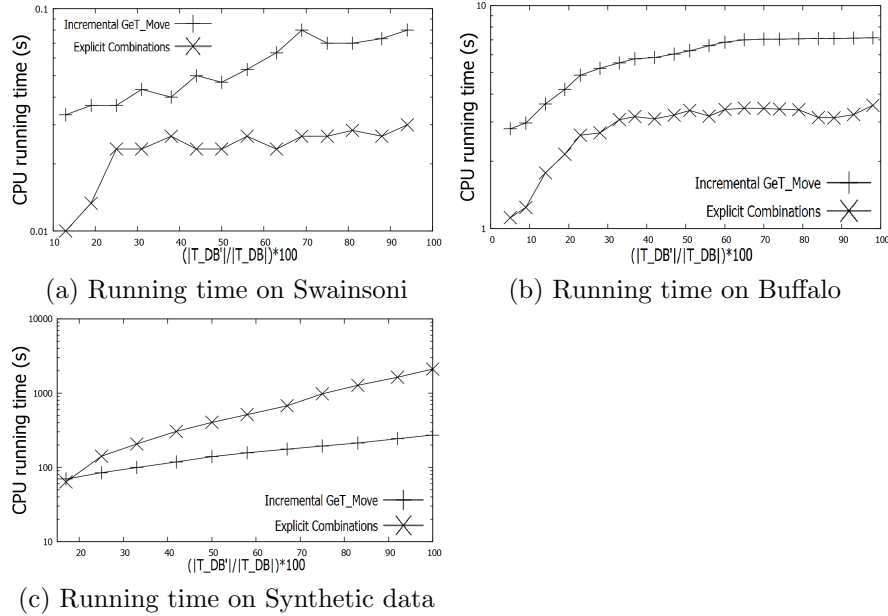 0.1
Incremental GeT_Move
Explicit Combinations
CPU running time (s)
0.01
10 20 30 40 50 60 70 80 90 100
(|T_DB'|/|T_DB|)*100
(a) Running time on Swainsoni
10
CPU running time (s)
Incremental GeT_Move
Explicit Combinations
1
0 10 20 30 40 50 60 70 80 90 100
(|T_DB'|/|T_DB|)*100
(b) Running time on Buffalo
10000
1000
CPU running time (s)
100
Incremental GeT_Move
Explicit Combinations
10
20 30 40 50 60 70 80 90 100
(|T_DB'|/|T_DB|)*100
(c) Running time on Synthetic data